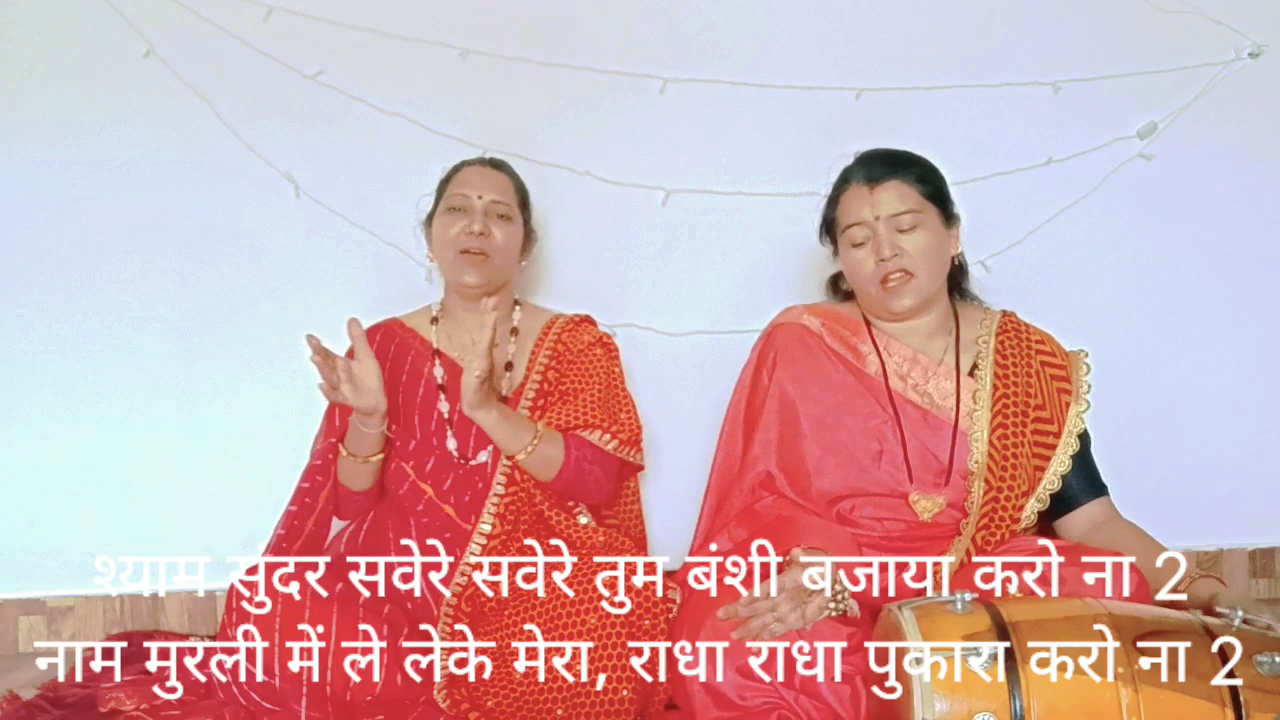 श्याम सुदर सवेरे सवेरे तुम बंशी बजाया करो ना 2
नाम मुरली में ले लेके मेरा, राधा राधा पुकारा करो ना 2